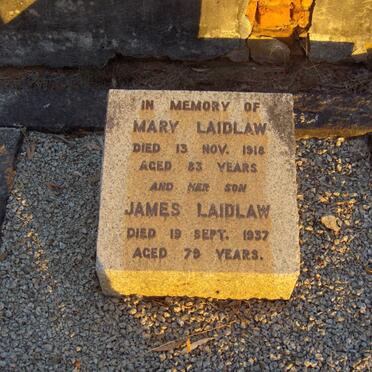 IN MEMORY OF
MARY LAIDLAW
DIED 13 NOV. 1918
AGED 83 YEARS
AND HER SON
JAMES LAIDLAW
DIED 19 SEPT. 1937
AGED 79 YEARS.